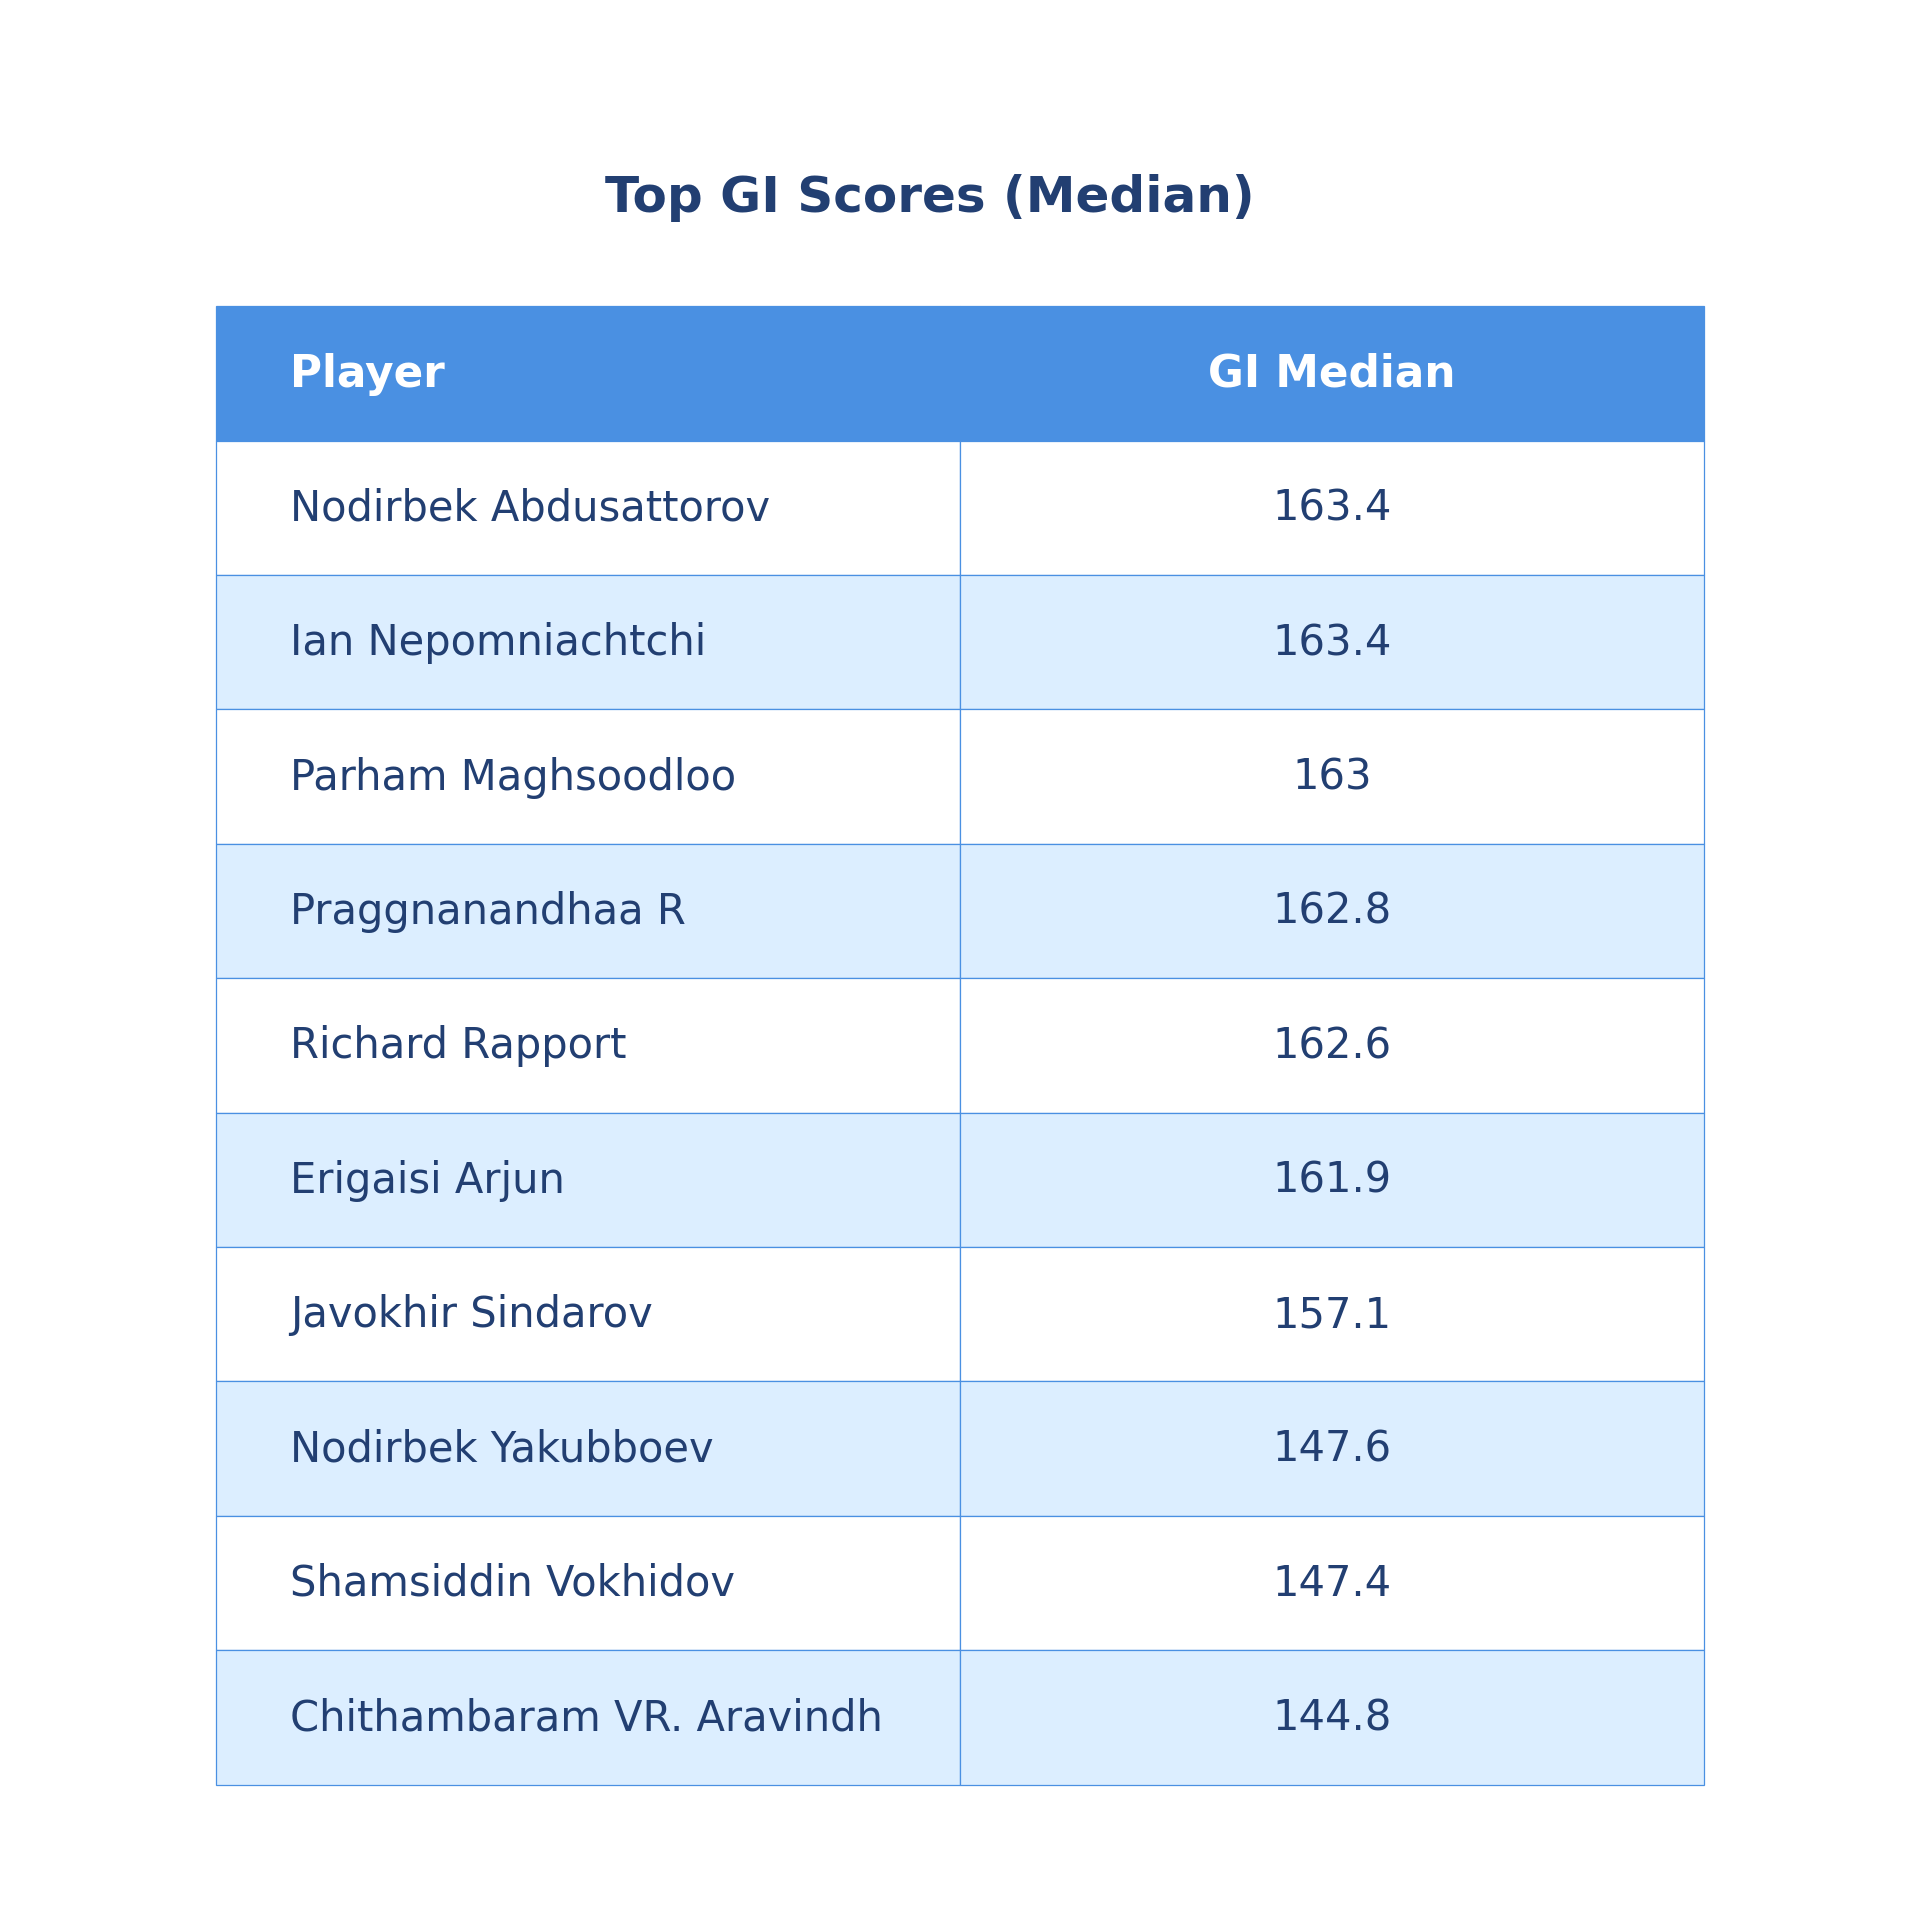 Top GI Scores (Median)
Player GI Median
Nodirbek Abdusattorov 163.4
Ian Nepomniachtchi 163.4
Parham Maghsoodloo 163
Praggnanandhaa R 162.8
Richard Rapport 162.6
Erigaisi Arjun 161.9
Javokhir Sindarov 157.1
Nodirbek Yakubboev 147.6
Shamsiddin Vokhidov 147.4
Chithambaram VR. Aravindh 144.8